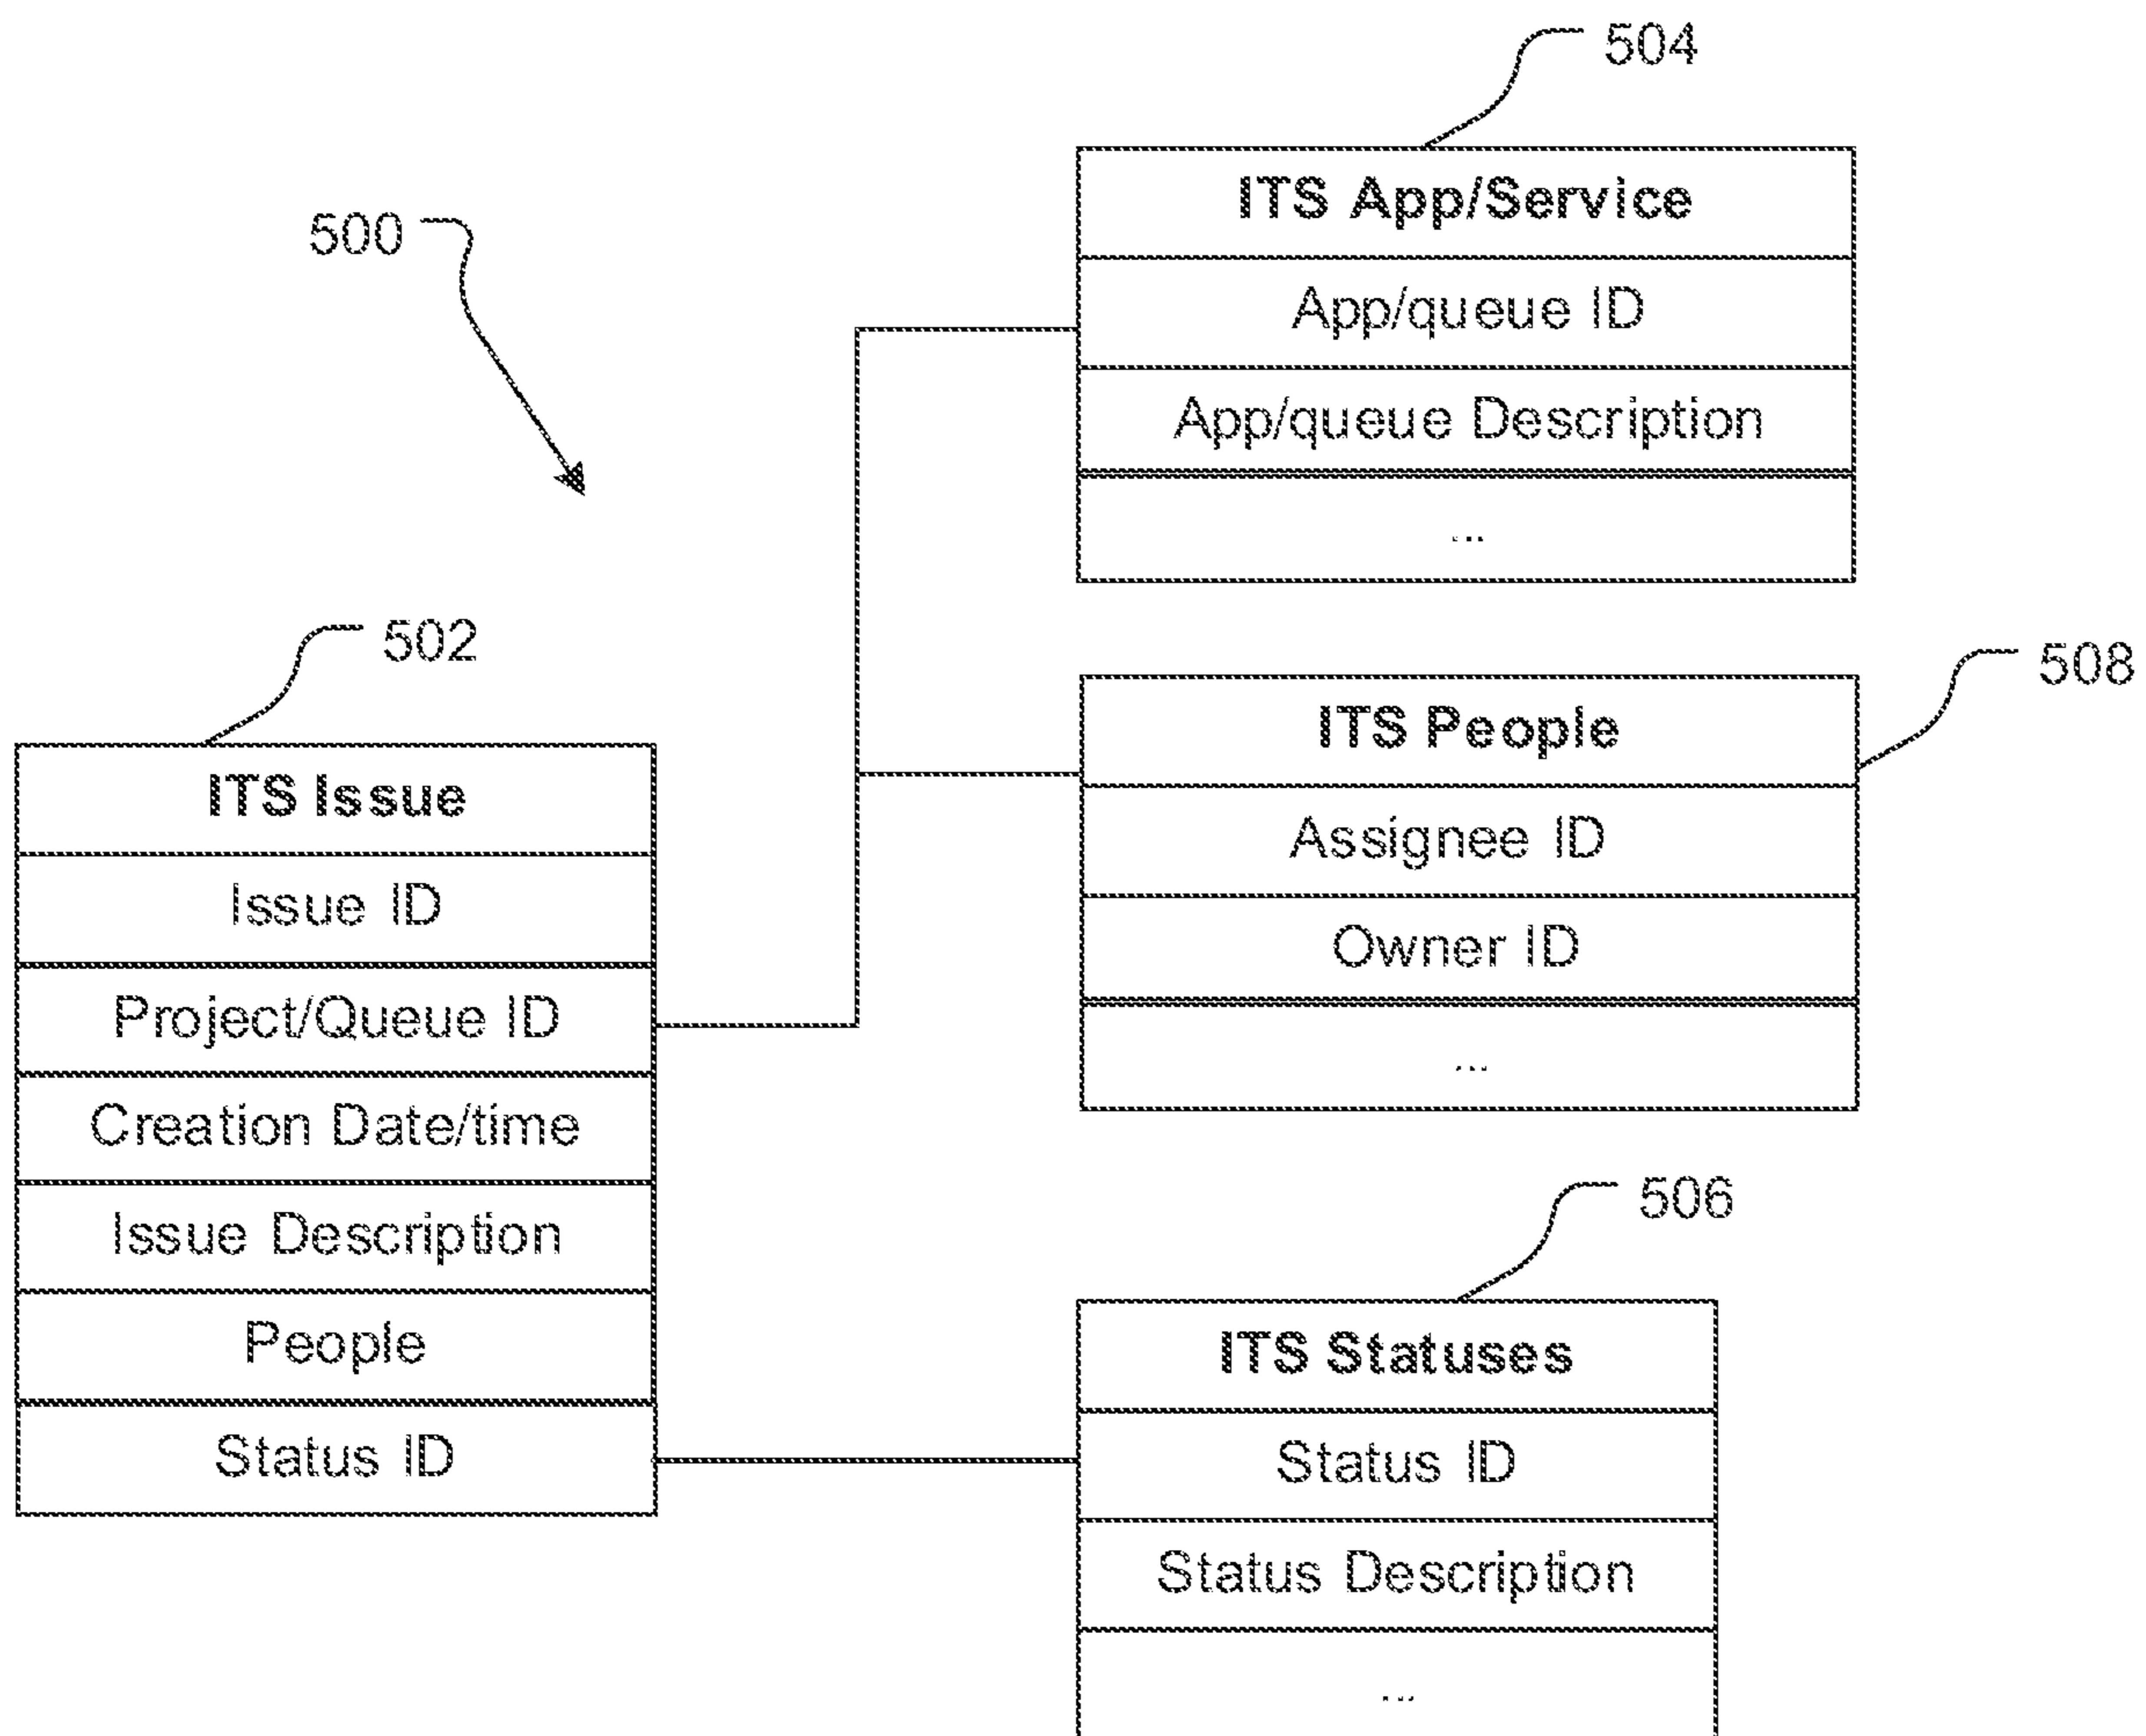 504
ITS App/Service
App/queue ID
App/queue Description
...
500
502
ITS Issue
Issue ID
Project/Queue ID
Creation Date/time
Issue Description
People
Status ID
508
ITS People
Assignee ID
Owner ID
...
506
ITS Statuses
Status ID
Status Description
...